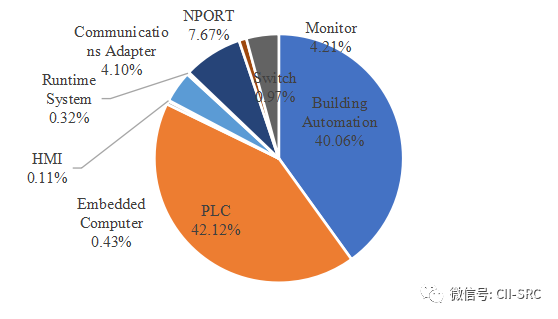 NPORT
7.67%
Monitor
4.21%
Communicatio
ns Adapter
4.10%
Switch
0.97%
Runtime
System
0.32%
Building
Automation
40.06%
HMI
0.11%
Embedded
Computer
0.43%
PLC
42.12%
微信号: CII-SRC